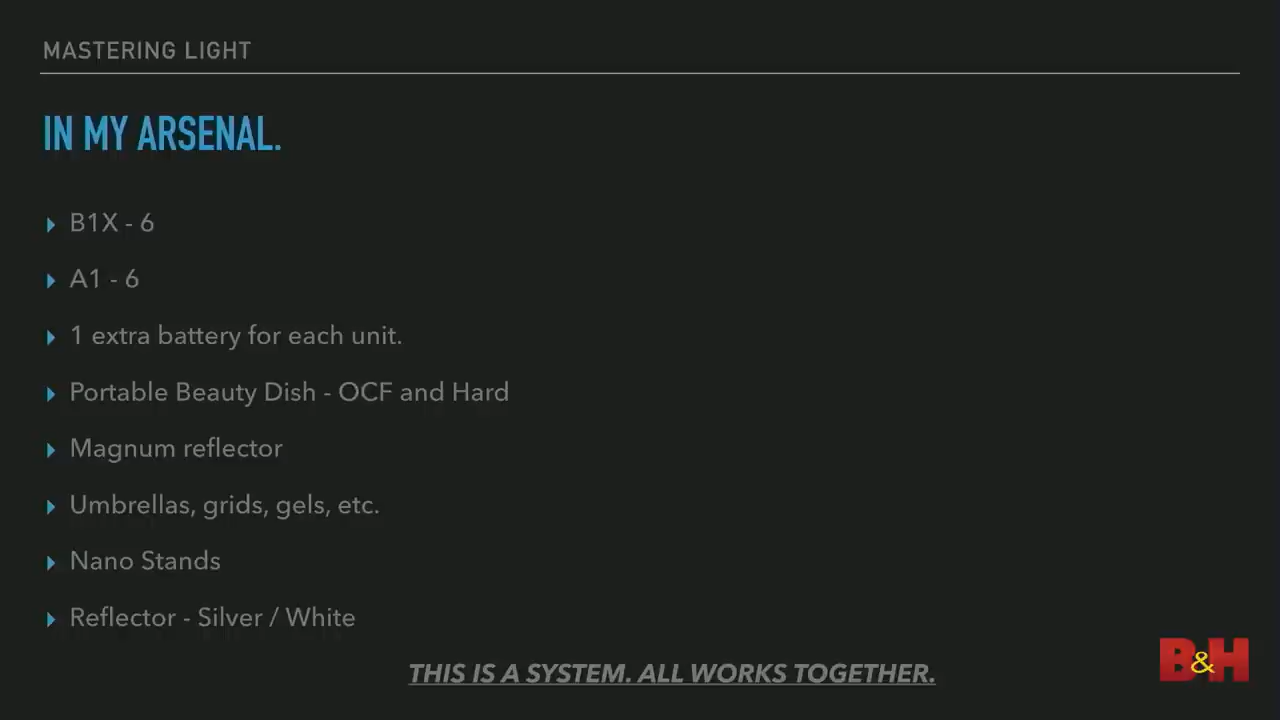 MASTERING LIGHT
IN MY ARSENAL.
B1X - 6
A1 - 6
1 extra battery for each unit.
Portable Beauty Dish - OCF and Hard
Magnum reflector
Umbrellas, grids, gels, etc.
Nano Stands
Reflector - Silver / White
THIS IS A SYSTEM. ALL WORKS TOGETHER.
B&H